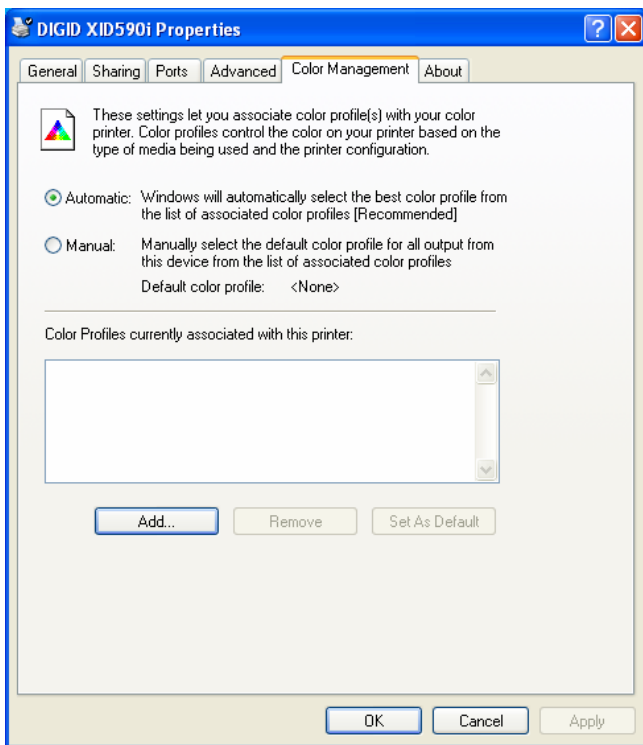 DIGID XID590i Properties
General Sharing Ports Advanced Color Management About
These settings let you associate color profile(s) with your color
printer. Color profiles control the color on your printer based on the
type of media being used and the printer configuration.
Automatic: Windows will automatically select the best color profile from
the list of associated color profiles [Recommended]
Manual: Manually select the default color profile for all output from
this device from the list of associated color profiles
Default color profile: <None>
Color Profiles currently associated with this printer:
Add... Remove Set As Default
OK Cancel Apply